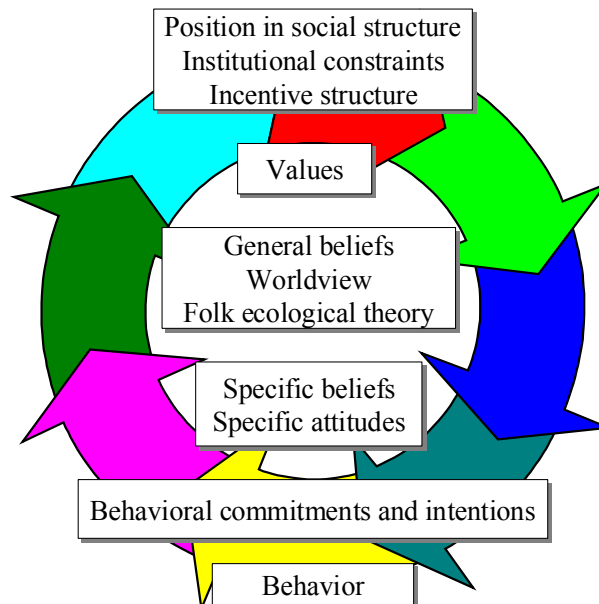 Position in social structure
Institutional constraints
Incentive structure
Values
General beliefs
Worldview
Folk ecological theory
Specific beliefs
Specific attitudes
Behavioral commitments and intentions
Behavior